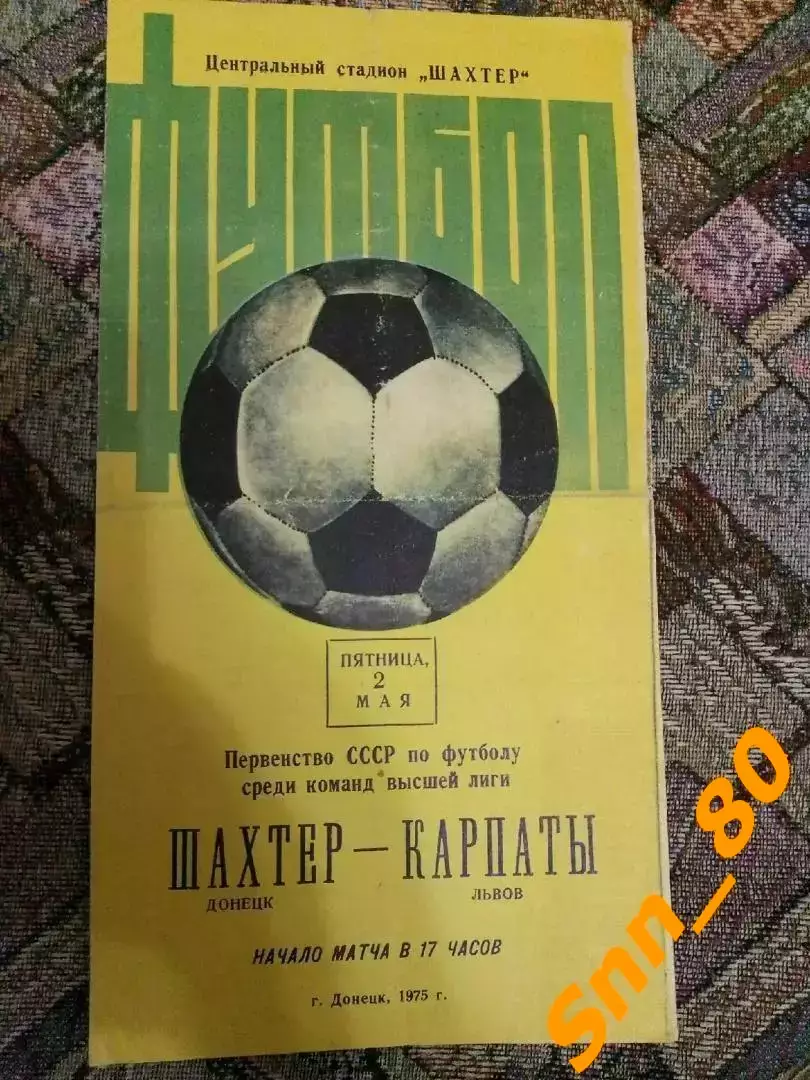 Центральный стадион „ШАХТЕР“
ФУТБОЛ
ПЯТНИЦА,
2
МАЯ
Первенство СССР по футболу
среди команд высшей лиги
ШАХТЕР — КАРПАТЫ
ДОНЕЦК ЛЬВОВ
НАЧАЛО МАТЧА В 17 ЧАСОВ
г. Донецк, 1975 г.
Snn_80